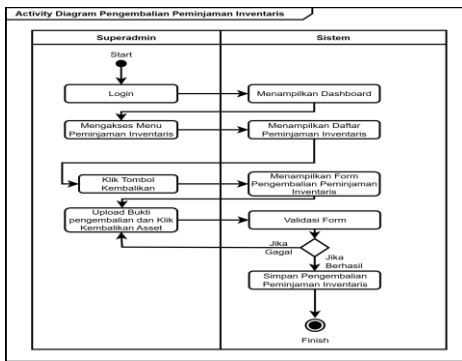 Activity Diagram Pengembalian Peminjaman Inventaris
Superadmin
Sistem
Start
Login
Menampilkan Dashboard
Mengakses Menu
Peminjaman Inventaris
Menampilkan Daftar
Peminjaman Inventaris
Klik Tombol
Kembalikan
Menampilkan Form
Pengembalian Peminjaman
Inventaris
Upload Bukti
pengembalian dan Klik
Kembalikan Asset
Validasi Form
Jika
Gagal
Jika
Berhasil
Simpan Pengembalian
Peminjaman Inventaris
Finish